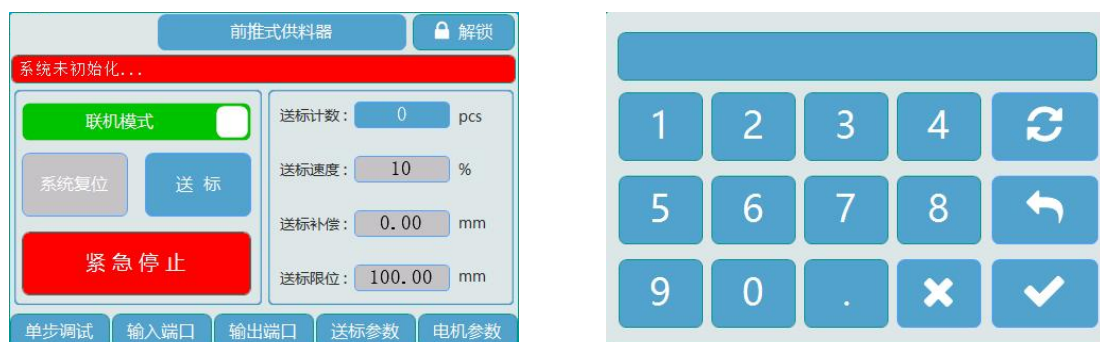 前推式供料器 解锁
系统未初始化...
联机模式
系统复位 送 标
紧 急 停 止
送标计数： 0 pcs
送标速度： 10 %
送标补偿： 0.00 mm
送标限位： 100.00 mm
单步调试 输入端口 输出端口 送标参数 电机参数
1 2 3 4
5 6 7 8
9 0 .